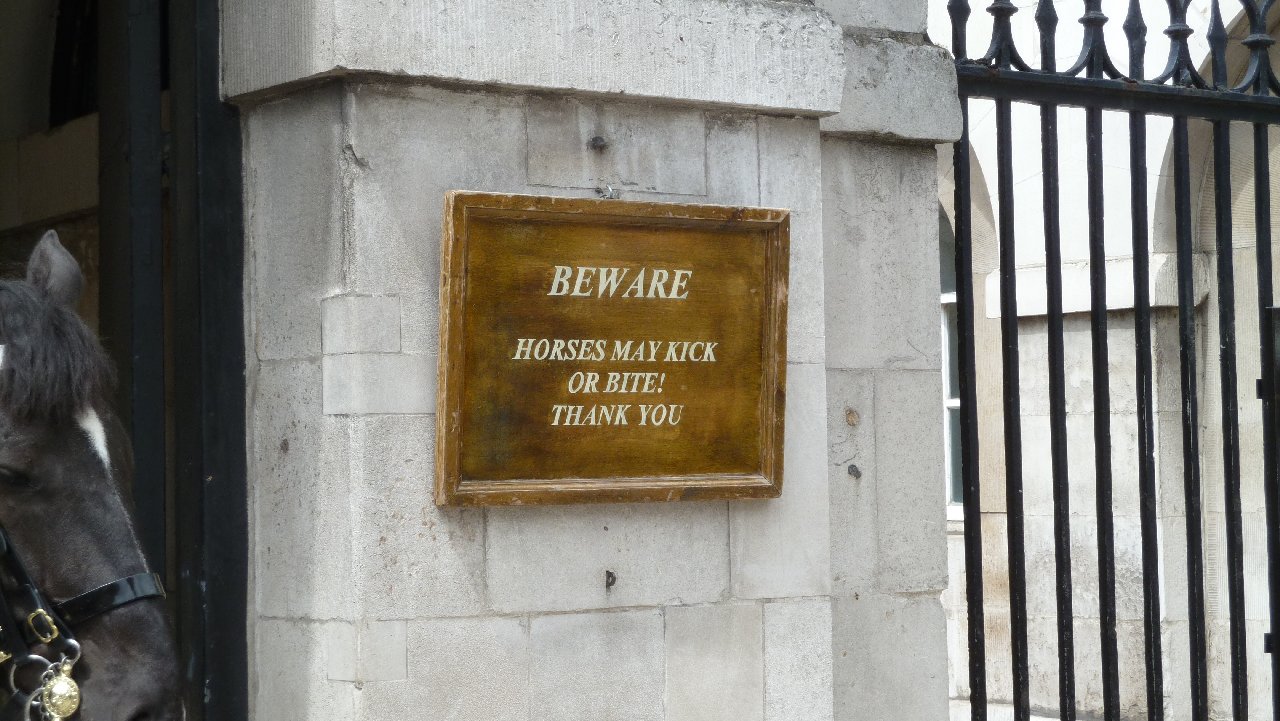 BEWARE
HORSES MAY KICK
OR BITE!
THANK YOU